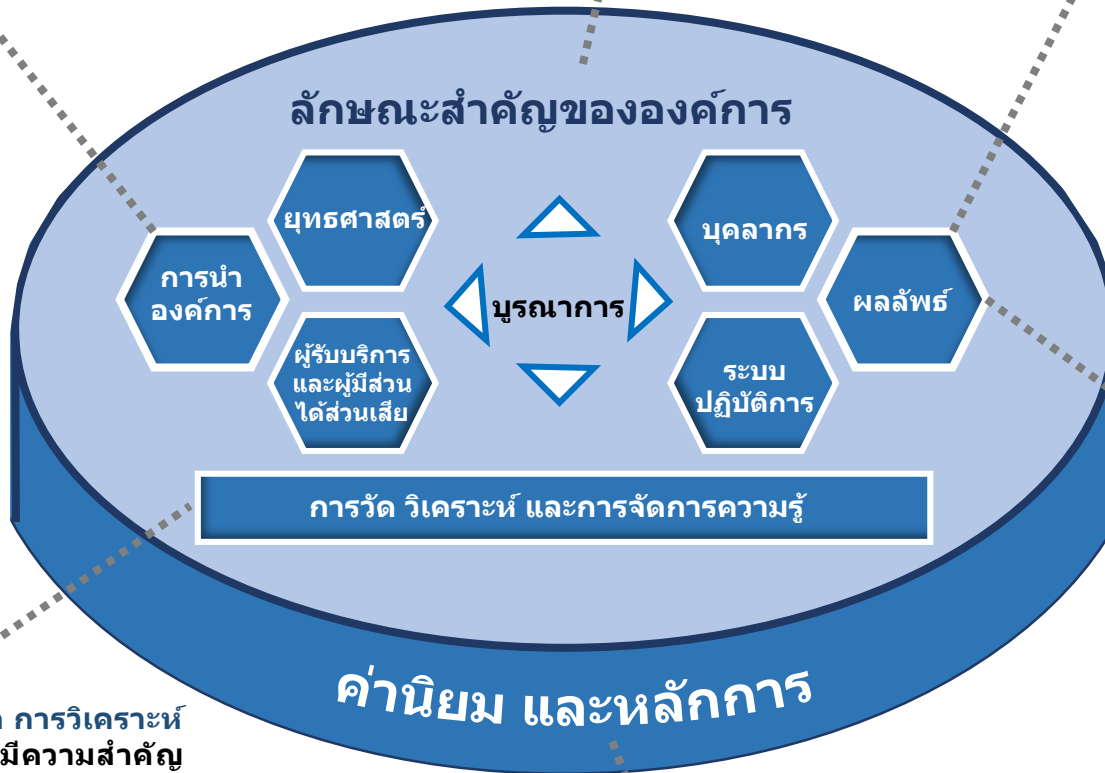 ลักษณะสำคัญขององค์การ
ยุทธศาสตร์
บุคลากร
การนำ
องค์การ
บูรณาการ
ผลลัพธ์
ผู้รับบริการ
และผู้มีส่วน
ได้ส่วนเสีย
ระบบ
ปฏิบัติการ
การวัด วิเคราะห์ และการจัดการความรู้
ค่านิยม และหลักการ
การวิเคราะห์
มีความสำคัญ